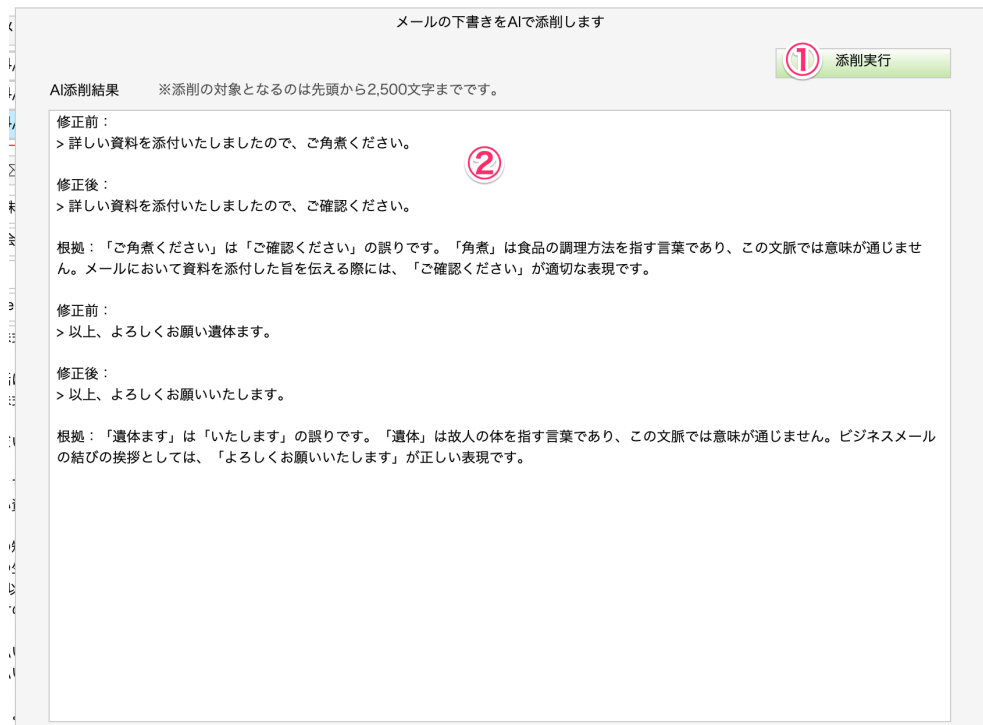 メールの下書きをAIで添削します
① 添削実行
AI添削結果 ※添削の対象となるのは先頭から2,500文字までです。
修正前：
> 詳しい資料を添付いたしましたので、ご角煮ください。
②
修正後：
> 詳しい資料を添付いたしましたので、ご確認ください。
根拠：「ご角煮ください」は「ご確認ください」の誤りです。「角煮」は食品の調理方法を指す言葉であり、この文脈では意味が通じませ
ん。メールにおいて資料を添付した旨を伝える際には、「ご確認ください」が適切な表現です。
修正前：
> 以上、よろしくお願い遺体ます。
修正後：
> 以上、よろしくお願いいたします。
根拠：「遺体ます」は「いたします」の誤りです。「遺体」は故人の体を指す言葉であり、この文脈では意味が通じません。ビジネスメール
の結びの挨拶としては、「よろしくお願いいたします」が正しい表現です。